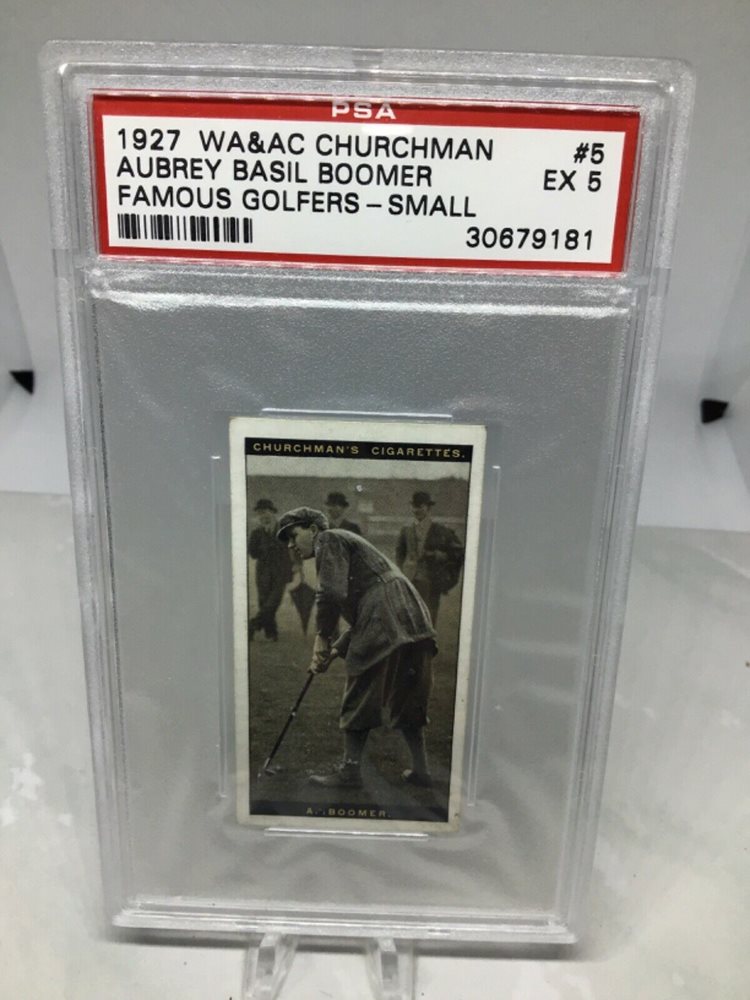 PSA
1927 WA&AC CHURCHMAN #5
AUBREY BASIL BOOMER EX 5
FAMOUS GOLFERS – SMALL
30679181
CHURCHMAN'S CIGARETTES.
A. BOOMER.